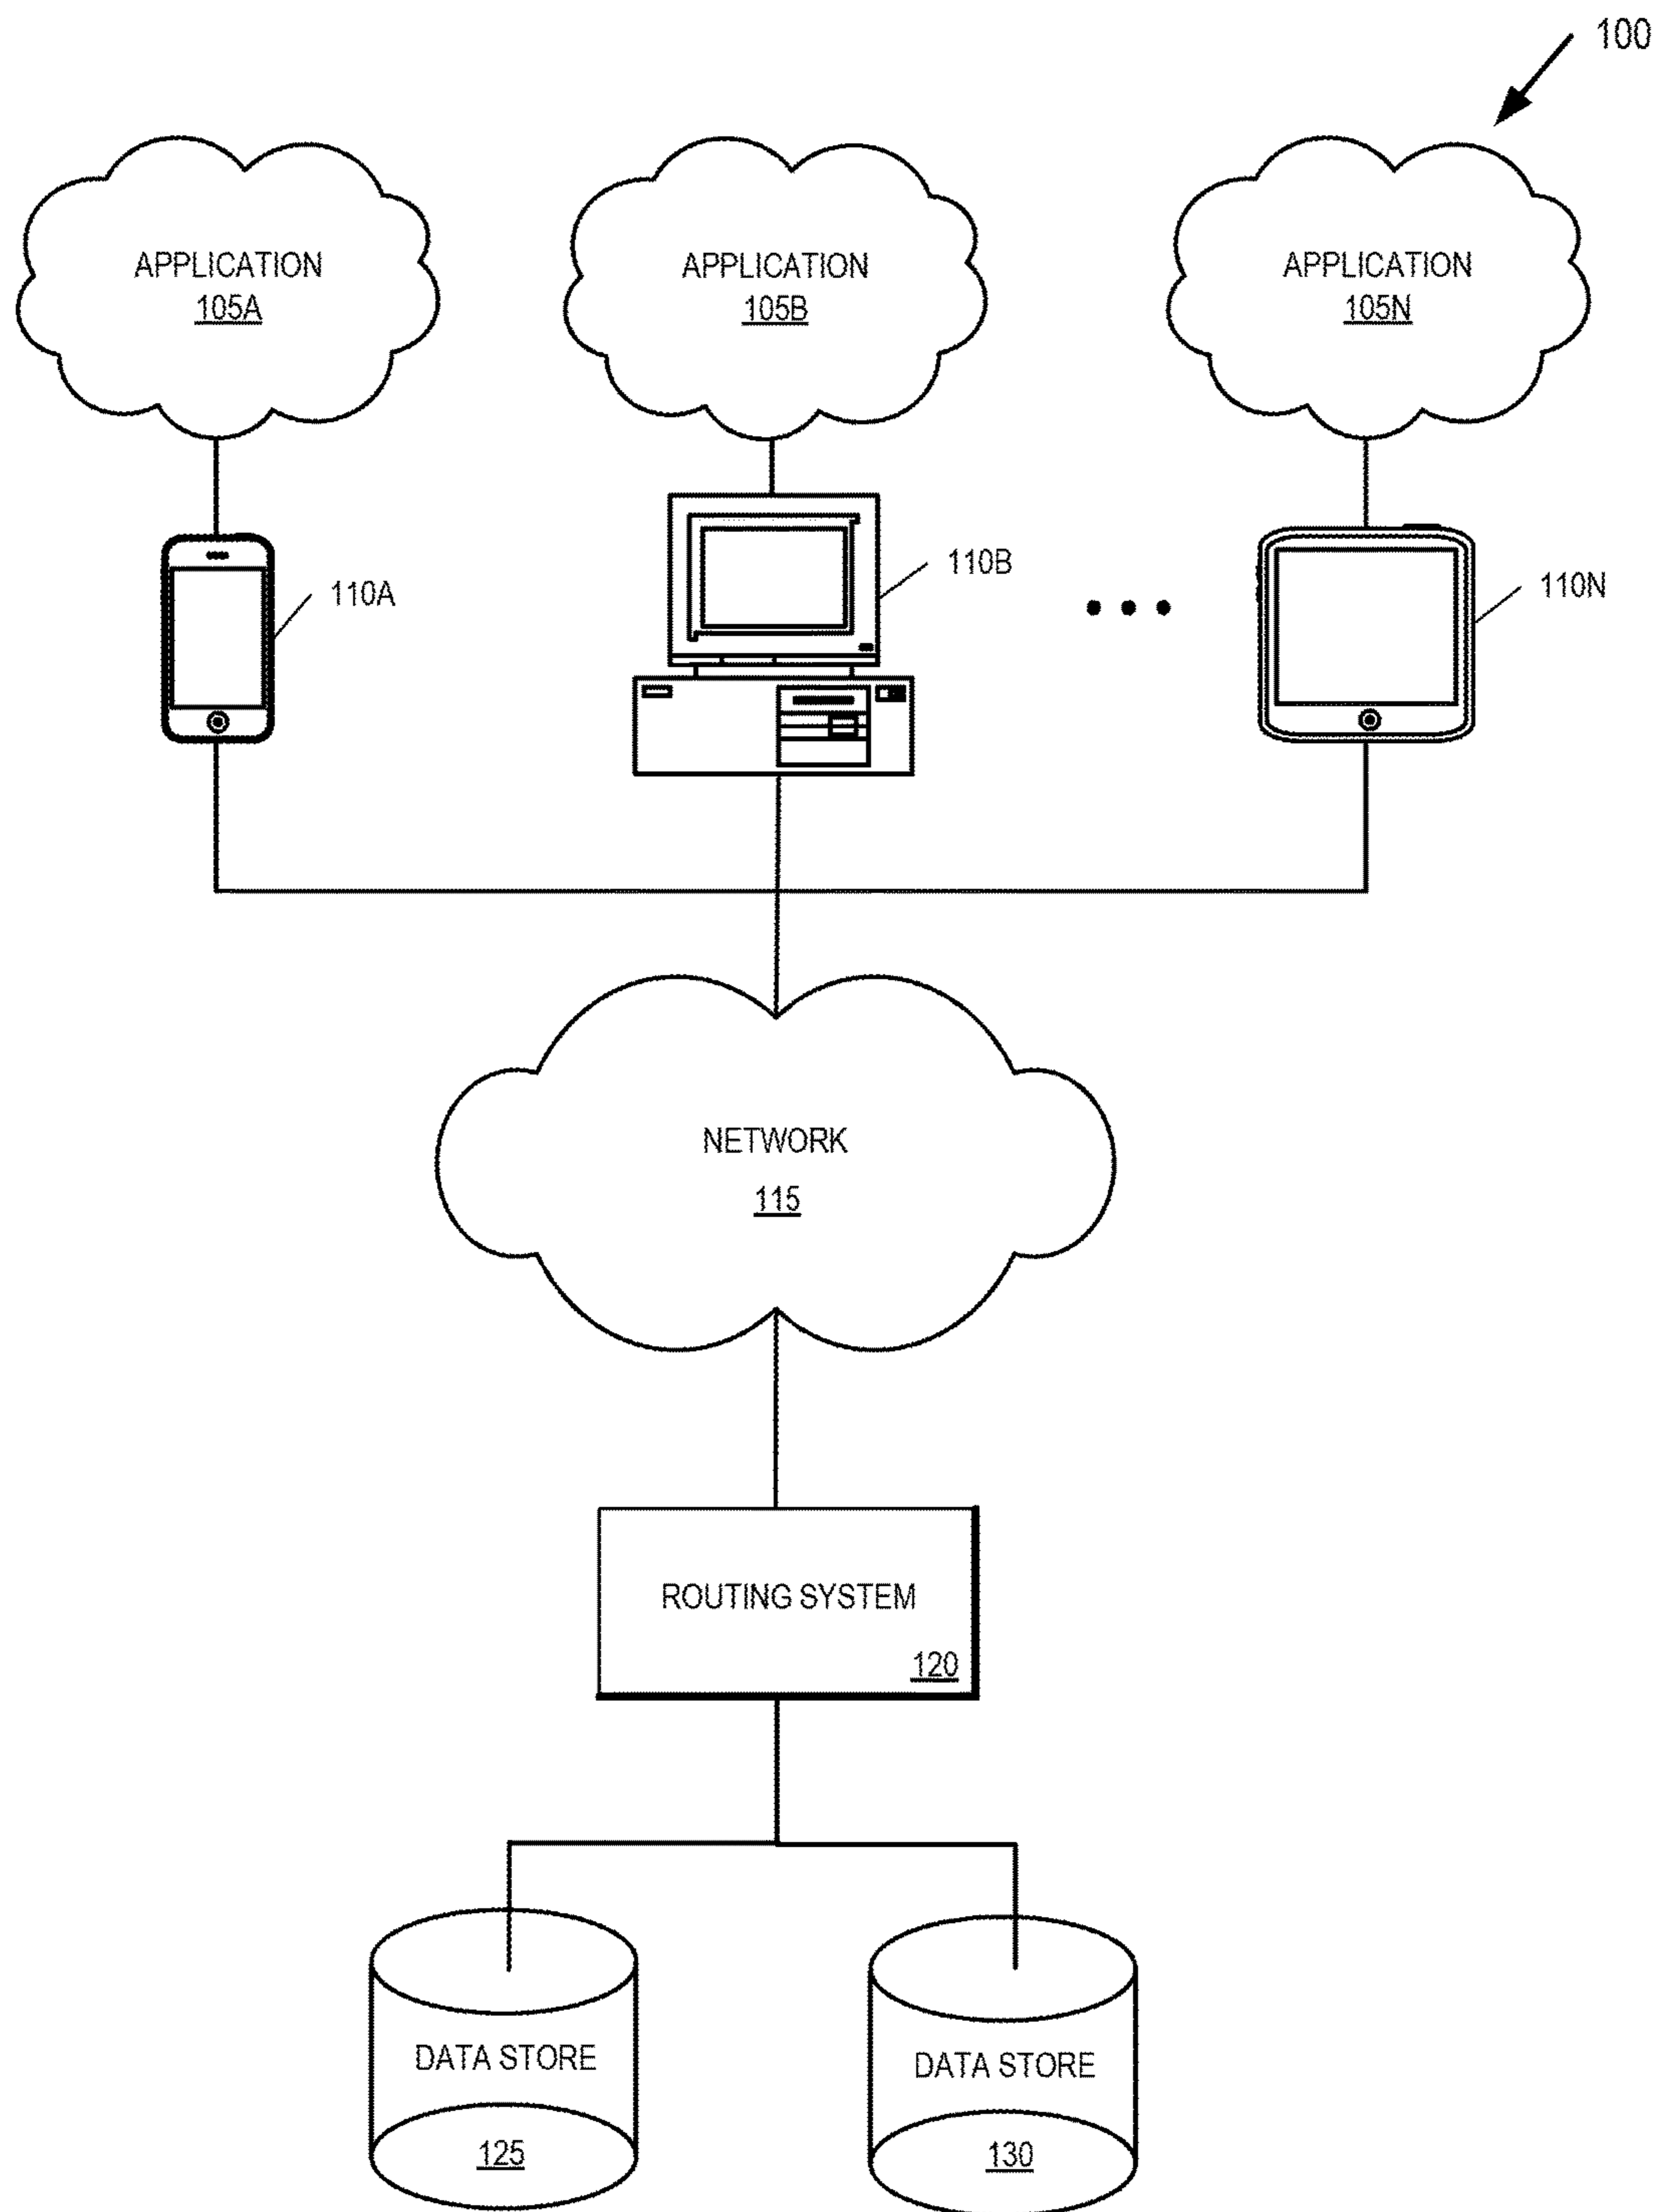 100
APPLICATION
105A
APPLICATION
105B
APPLICATION
105N
110A
110B
110N
NETWORK
115
ROUTING SYSTEM
120
DATA STORE
125
DATA STORE
130